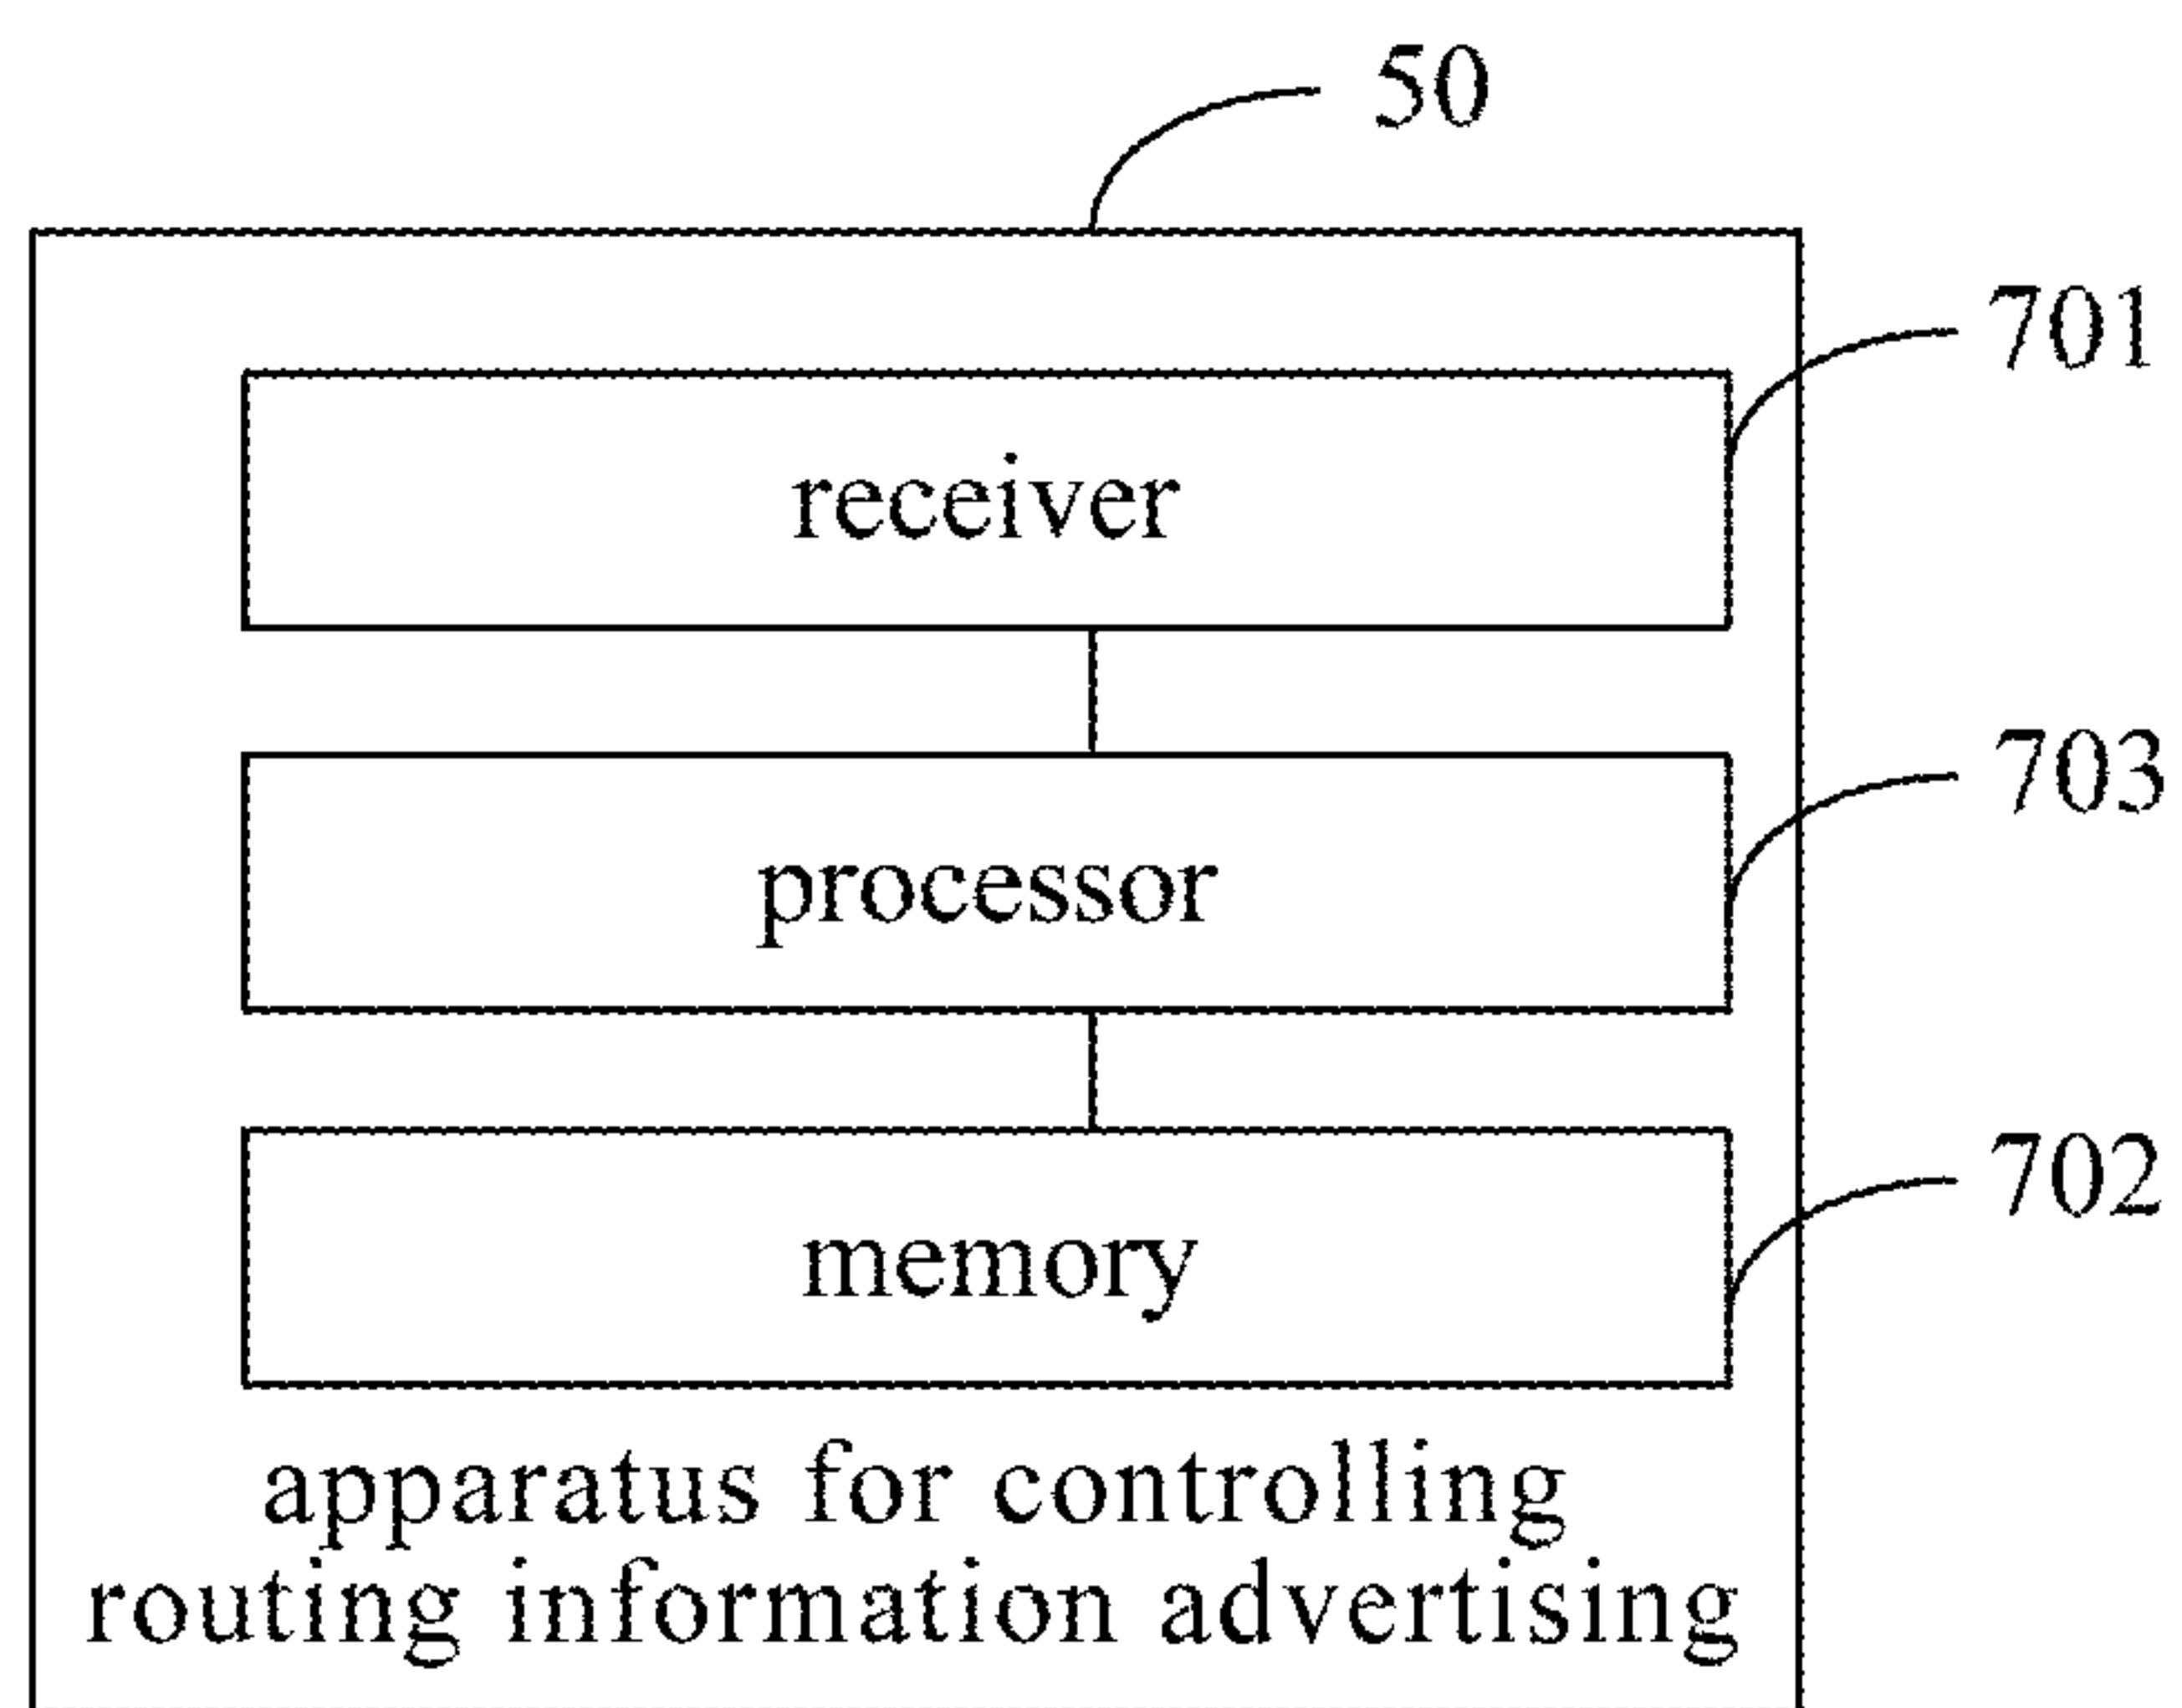 50
701
receiver
703
processor
702
memory
apparatus for controlling
routing information advertising